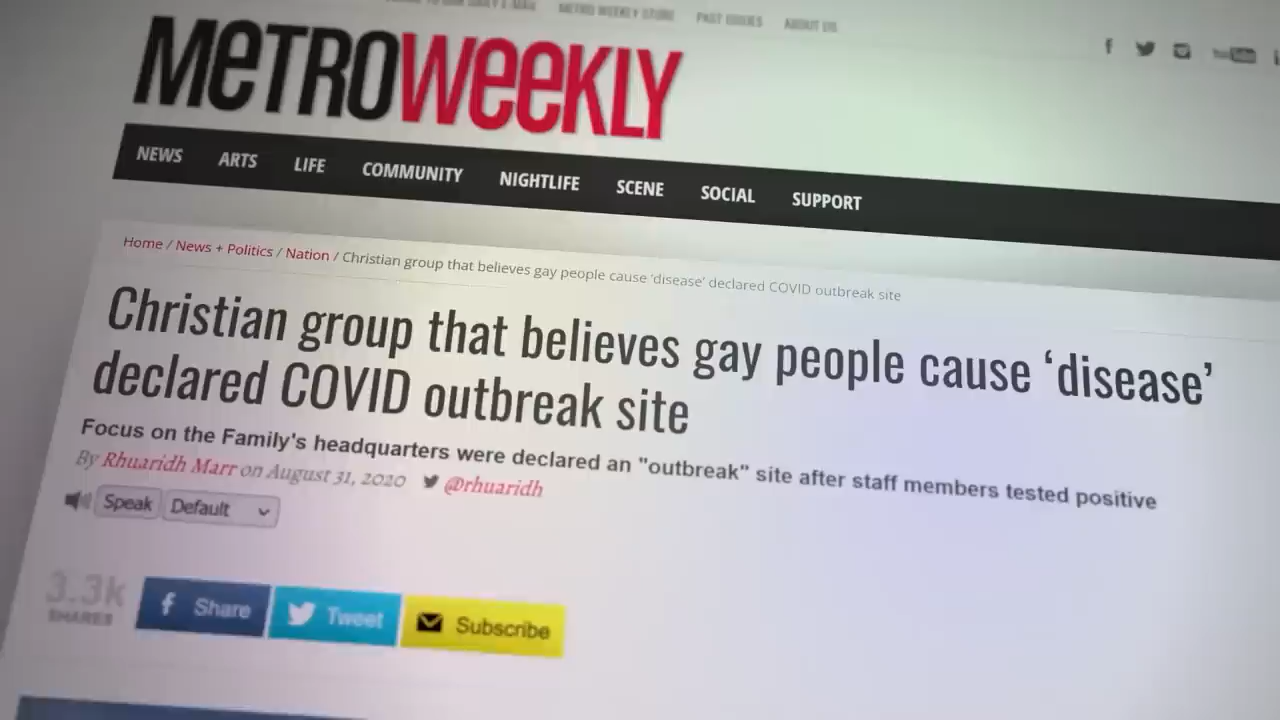 METRO WEEKLY STORE PAST ISSUES ABOUT US
METROWEEKLY
NEWS ARTS LIFE COMMUNITY NIGHTLIFE SCENE SOCIAL SUPPORT
Home / News + Politics / Nation / Christian group that believes gay people cause 'disease' declared COVID outbreak site
Christian group that believes gay people cause 'disease'
declared COVID outbreak site
Focus on the Family's headquarters were declared an "outbreak" site after staff members tested positive
By Rhuaridh Marr on August 31, 2020 @rhuaridh
Speak Default
3.3k
SHARES
Share Tweet Subscribe